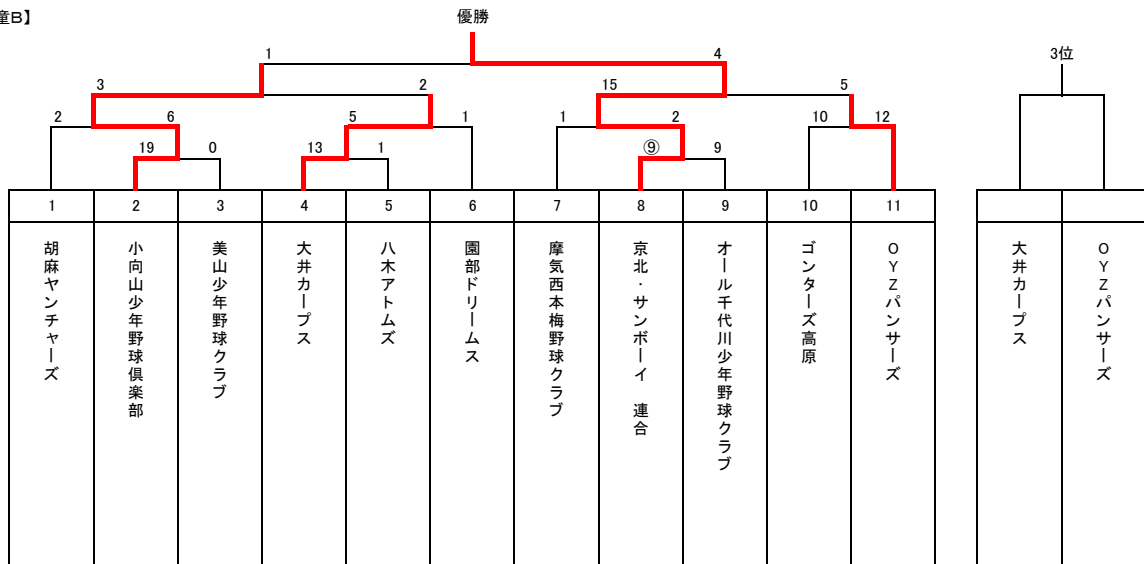 童B】
優勝
1 4 3位
3 2 15 5
2 6 5 1 1 2 10 12
19 0 13 1 ⑨ 9
1 2 3 4 5 6 7 8 9 10 11
胡麻ヤンチャーズ
小向山少年野球倶楽部
美山少年野球クラブ
大井カープス
八木アトムズ
園部ドリームス
摩気西本梅野球クラブ
京北・サンボーイ 連合
オール千代川少年野球クラブ
ゴンターズ高原
OYZパンサーズ
大井カープス
OYZパンサーズ